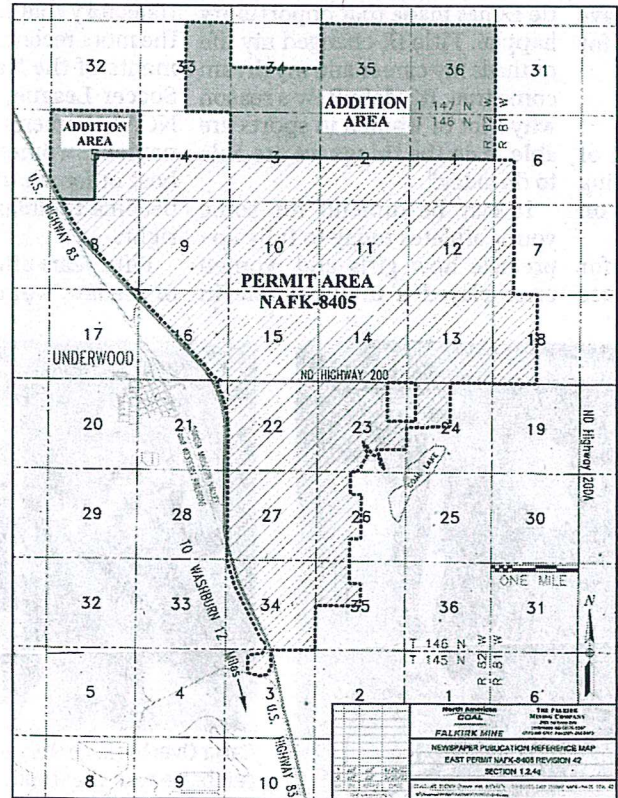 32 33 34 35 36 31
ADDITION
AREA
ADDITION
AREA
T 147 N
T 146 N
R 82 W
R 81 W
5 4 3 2 1 6
U.S. HIGHWAY 83
8 9 10 11 12 7
PERMIT AREA
NAFK-8405
17 16 15 14 13 18
UNDERWOOD
ND HIGHWAY 200
20 21 22 23 24 19
ND Highway 200A
COAL LAKE
29 28 27 26 25 30
TO WASHBURN 12 Miles
ONE MILE
32 33 34 35 36 31
N
T 146 N
T 145 N
R 82 W
R 81 W
5 4 3 2 1 6
U.S. HIGHWAY 83
8 9 10
North American
COAL
THE FALKIRK
MINING COMPANY
FALKIRK MINE
NEWSPAPER PUBLICATION REFERENCE MAP
EAST PERMIT NAFK-8405 REVISION 42
SECTION 1.2.4c